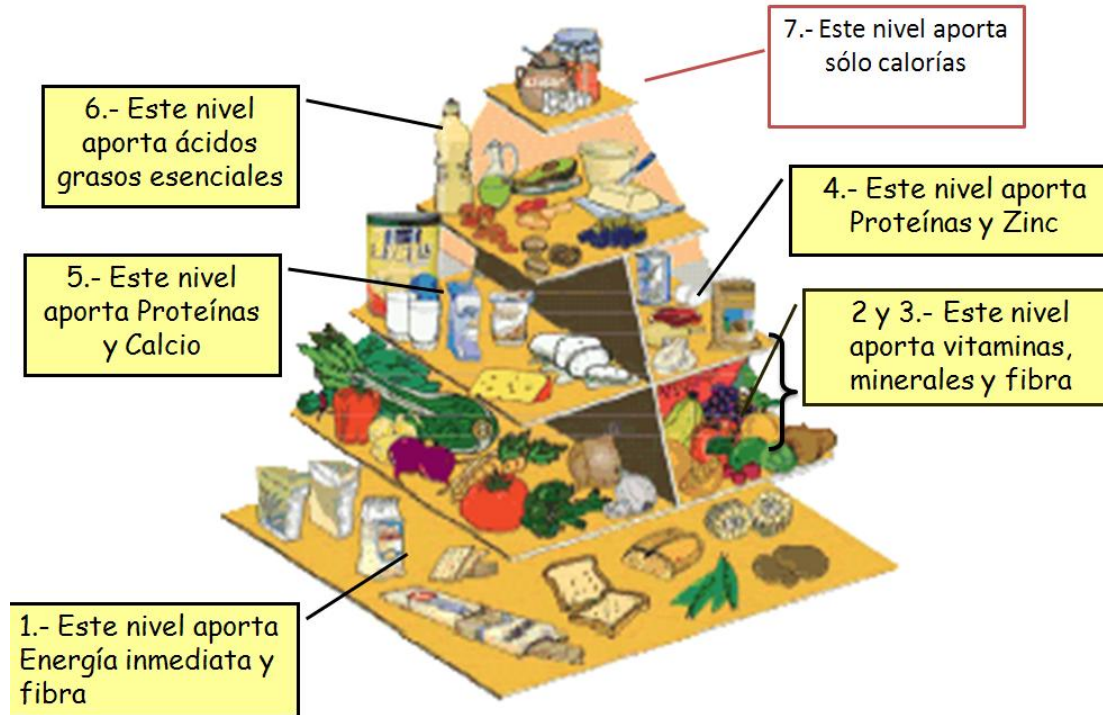 7.- Este nivel aporta
sólo calorías
6.- Este nivel
aporta ácidos
grasos esenciales
4.- Este nivel aporta
Proteínas y Zinc
5.- Este nivel
aporta Proteínas
y Calcio
2 y 3.- Este nivel
aporta vitaminas,
minerales y fibra
1.- Este nivel aporta
Energía inmediata y
fibra